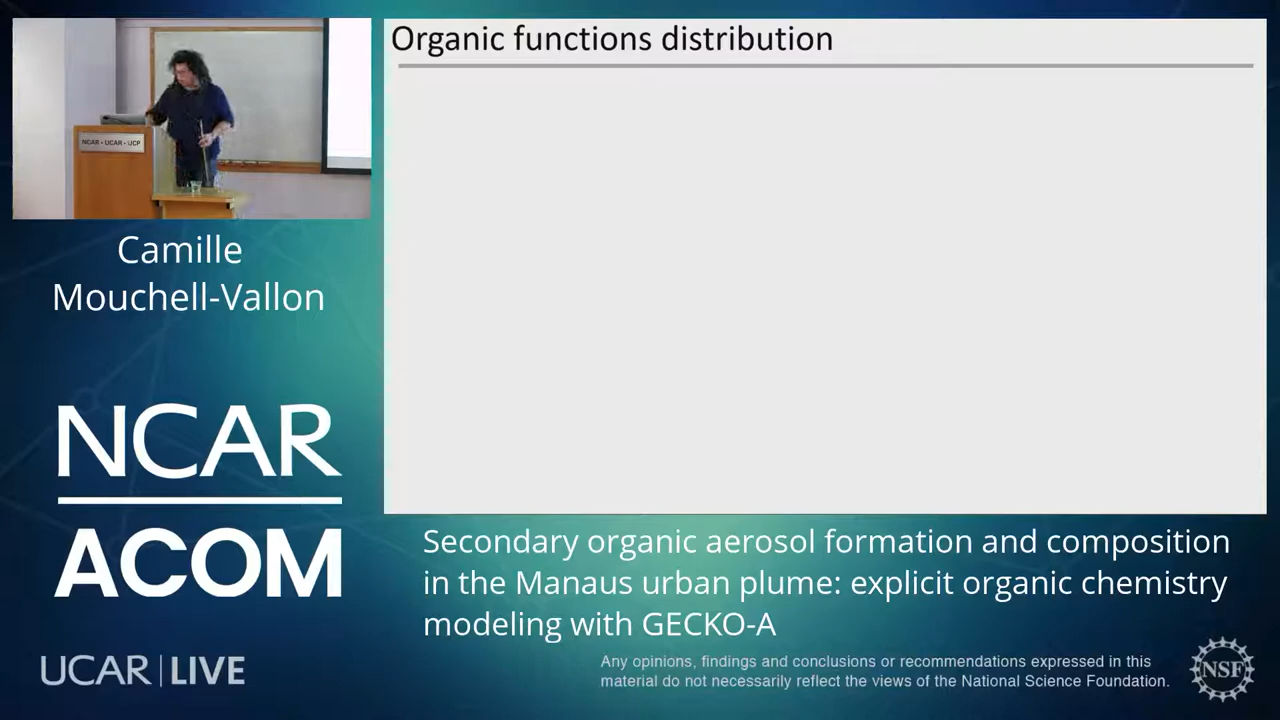 Organic functions distribution
NCAR • UCAR • UCP
Camille
Mouchell-Vallon
NCAR
ACOM
Secondary organic aerosol formation and composition
in the Manaus urban plume: explicit organic chemistry
modeling with GECKO-A
UCAR | LIVE
Any opinions, findings and conclusions or recommendations expressed in this
material do not necessarily reflect the views of the National Science Foundation.
NSF